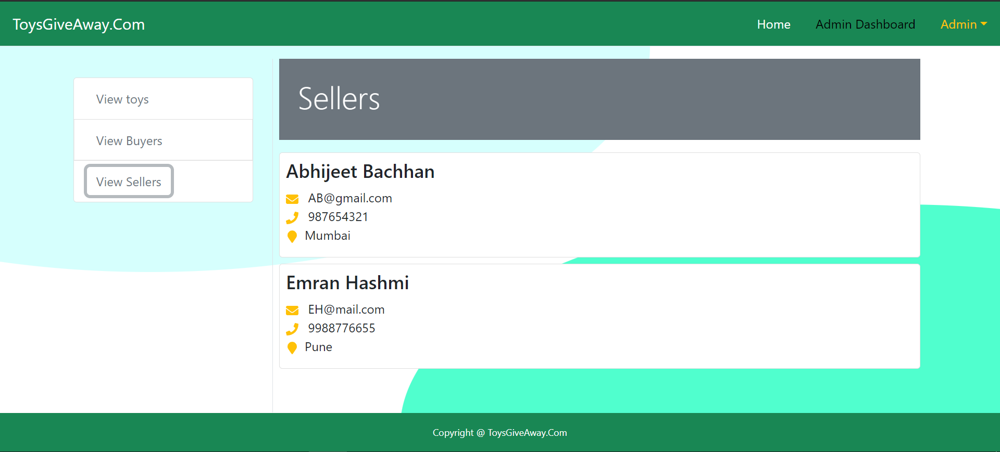 ToysGiveAway.Com
Home
Admin Dashboard
Admin
View toys
View Buyers
View Sellers
Sellers
Abhijeet Bachhan
AB@gmail.com
987654321
Mumbai
Emran Hashmi
EH@mail.com
9988776655
Pune
Copyright @ ToysGiveAway.Com